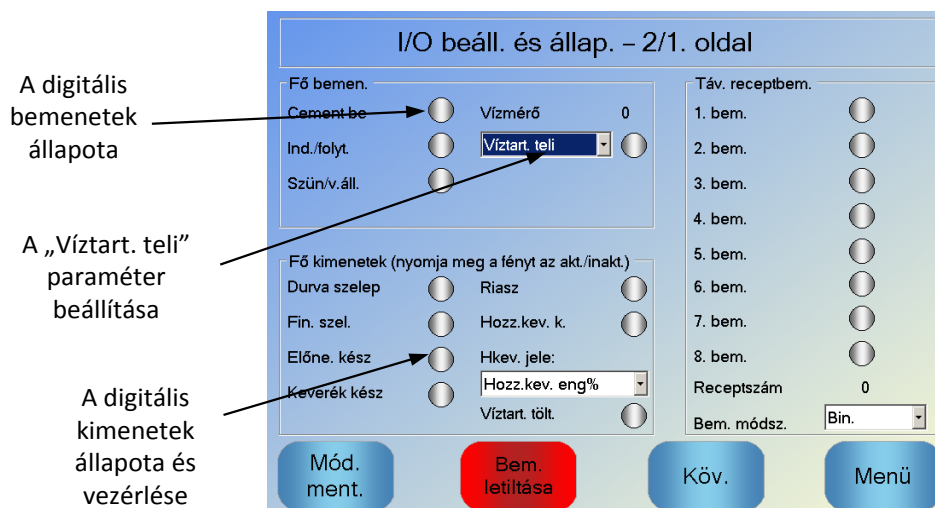 I/O beáll. és állap. – 2/1. oldal
A digitális
bemenetek
állapota
A „Víztart. teli”
paraméter
beállítása
A digitális
kimenetek
állapota és
vezérlése
Fő bemen.
Cement be
Vízmérő 0
Ind./folyt.
Víztart. teli
Szün/v.áll.
Fő kimenetek (nyomja meg a fényt az akt./inakt.)
Durva szelep
Riasz
Fin. szel.
Hozz.kev. k.
Előne. kész
Hkev. jele:
Hozz.kev. eng%
Keverék kész
Víztart. tölt.
Táv. receptbem.
1. bem.
2. bem.
3. bem.
4. bem.
5. bem.
6. bem.
7. bem.
8. bem.
Receptszám 0
Bem. módsz. Bin.
Mód.
ment.
Bem.
letiltása
Köv.
Menü